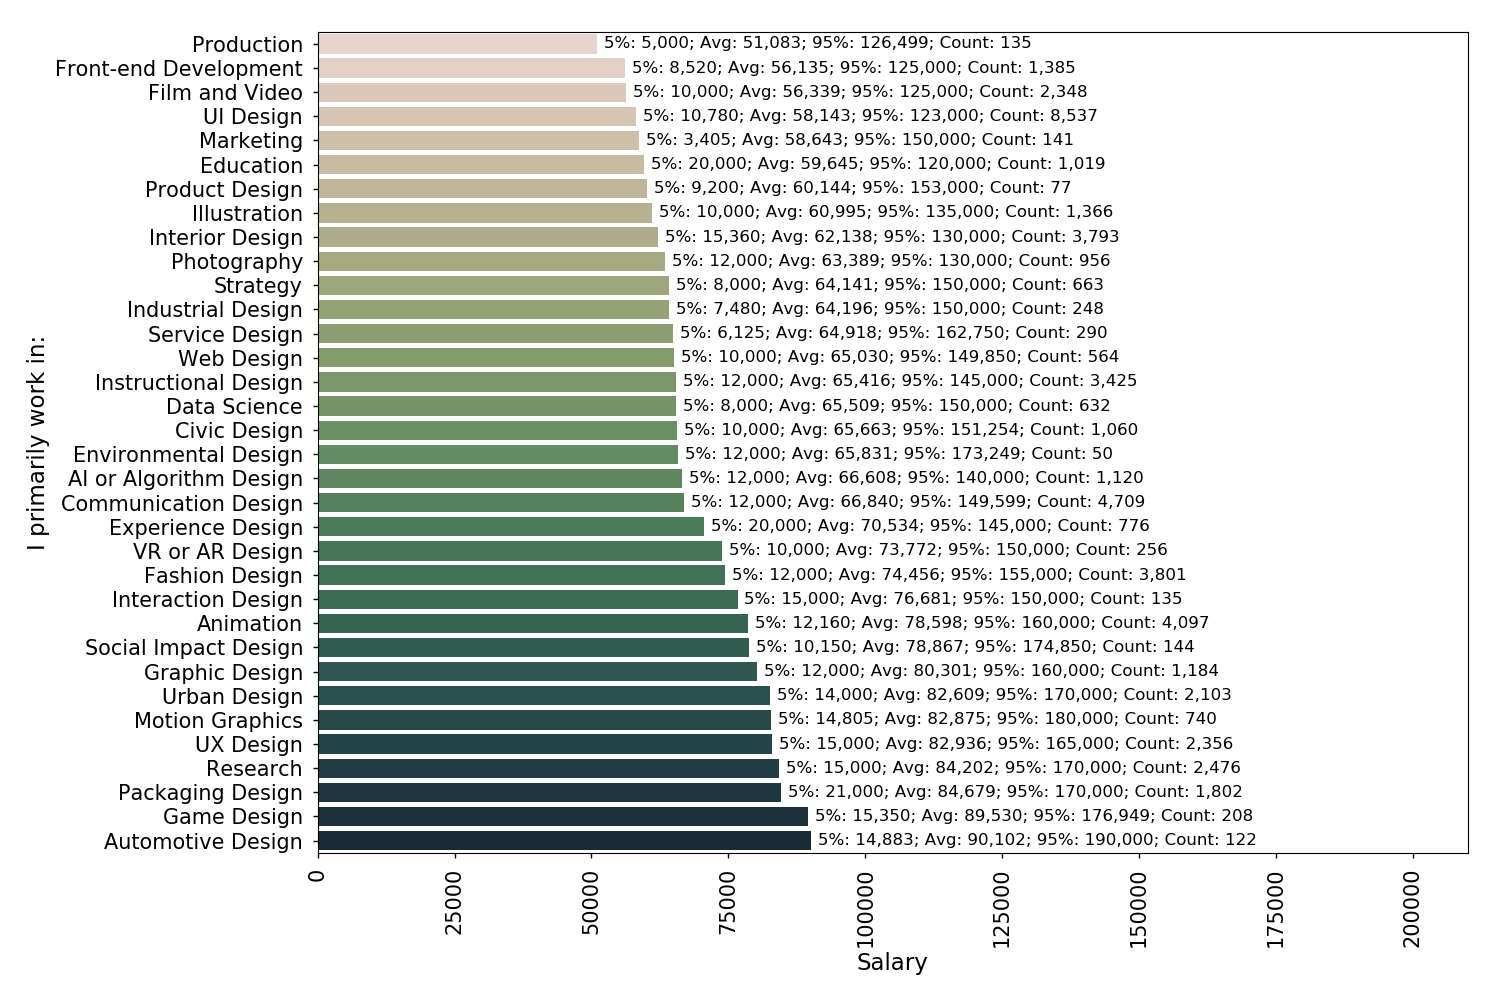 Production 5%: 5,000; Avg: 51,083; 95%: 126,499; Count: 135
Front-end Development 5%: 8,520; Avg: 56,135; 95%: 125,000; Count: 1,385
Film and Video 5%: 10,000; Avg: 56,339; 95%: 125,000; Count: 2,348
UI Design 5%: 10,780; Avg: 58,143; 95%: 123,000; Count: 8,537
Marketing 5%: 3,405; Avg: 58,643; 95%: 150,000; Count: 141
Education 5%: 20,000; Avg: 59,645; 95%: 120,000; Count: 1,019
Product Design 5%: 9,200; Avg: 60,144; 95%: 153,000; Count: 77
Illustration 5%: 10,000; Avg: 60,995; 95%: 135,000; Count: 1,366
Interior Design 5%: 15,360; Avg: 62,138; 95%: 130,000; Count: 3,793
Photography 5%: 12,000; Avg: 63,389; 95%: 130,000; Count: 956
Strategy 5%: 8,000; Avg: 64,141; 95%: 150,000; Count: 663
Industrial Design 5%: 7,480; Avg: 64,196; 95%: 150,000; Count: 248
Service Design 5%: 6,125; Avg: 64,918; 95%: 162,750; Count: 290
Web Design 5%: 10,000; Avg: 65,030; 95%: 149,850; Count: 564
Instructional Design 5%: 12,000; Avg: 65,416; 95%: 145,000; Count: 3,425
Data Science 5%: 8,000; Avg: 65,509; 95%: 150,000; Count: 632
Civic Design 5%: 10,000; Avg: 65,663; 95%: 151,254; Count: 1,060
Environmental Design 5%: 12,000; Avg: 65,831; 95%: 173,249; Count: 50
AI or Algorithm Design 5%: 12,000; Avg: 66,608; 95%: 140,000; Count: 1,120
Communication Design 5%: 12,000; Avg: 66,840; 95%: 149,599; Count: 4,709
Experience Design 5%: 20,000; Avg: 70,534; 95%: 145,000; Count: 776
VR or AR Design 5%: 10,000; Avg: 73,772; 95%: 150,000; Count: 256
Fashion Design 5%: 12,000; Avg: 74,456; 95%: 155,000; Count: 3,801
Interaction Design 5%: 15,000; Avg: 76,681; 95%: 150,000; Count: 135
Animation 5%: 12,160; Avg: 78,598; 95%: 160,000; Count: 4,097
Social Impact Design 5%: 10,150; Avg: 78,867; 95%: 174,850; Count: 144
Graphic Design 5%: 12,000; Avg: 80,301; 95%: 160,000; Count: 1,184
Urban Design 5%: 14,000; Avg: 82,609; 95%: 170,000; Count: 2,103
Motion Graphics 5%: 14,805; Avg: 82,875; 95%: 180,000; Count: 740
UX Design 5%: 15,000; Avg: 82,936; 95%: 165,000; Count: 2,356
Research 5%: 15,000; Avg: 84,202; 95%: 170,000; Count: 2,476
Packaging Design 5%: 21,000; Avg: 84,679; 95%: 170,000; Count: 1,802
Game Design 5%: 15,350; Avg: 89,530; 95%: 176,949; Count: 208
Automotive Design 5%: 14,883; Avg: 90,102; 95%: 190,000; Count: 122
I primarily work in:
0 25000 50000 75000 100000 125000 150000 175000 200000
Salary